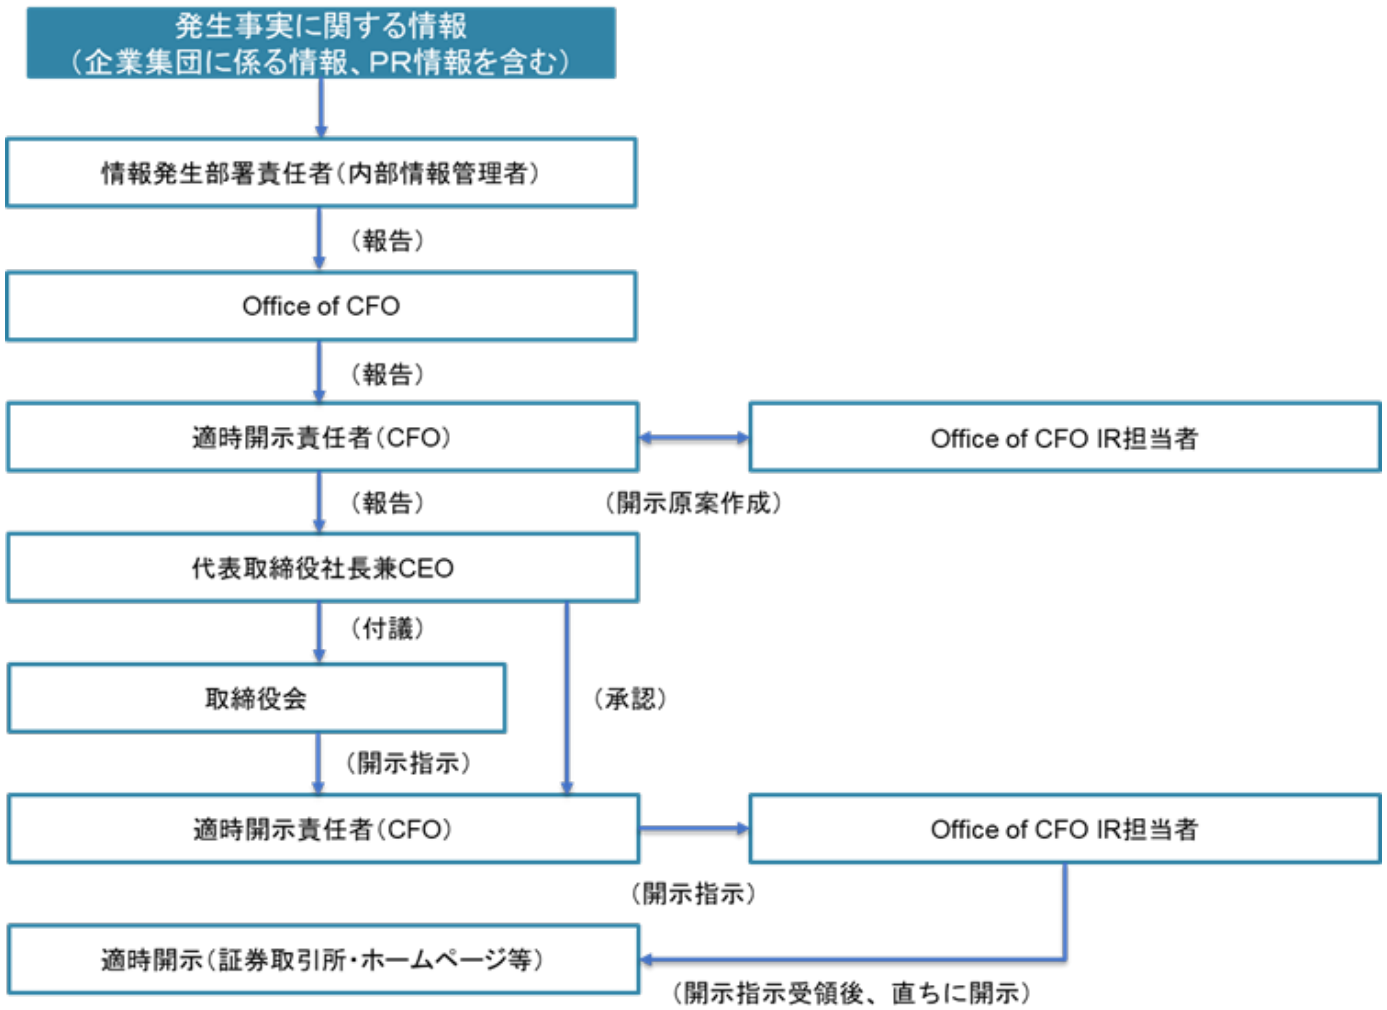 発生事実に関する情報
（企業集団に係る情報、PR情報を含む）
情報発生部署責任者（内部情報管理者）
（報告）
Office of CFO
（報告）
適時開示責任者（CFO）
Office of CFO IR担当者
（報告）
（開示原案作成）
代表取締役社長兼CEO
（付議）
取締役会
（承認）
（開示指示）
適時開示責任者（CFO）
Office of CFO IR担当者
（開示指示）
適時開示（証券取引所・ホームページ等）
（開示指示受領後、直ちに開示）